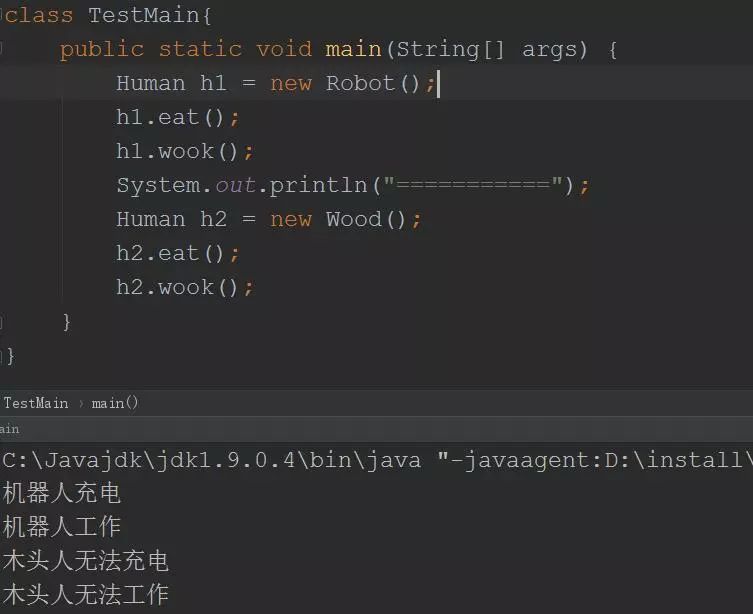 class TestMain{
public static void main(String[] args) {
Human h1 = new Robot();
h1.eat();
h1.wook();
System.out.println("===========");
Human h2 = new Wood();
h2.eat();
h2.wook();
}
}
TestMain › main()
ain
C:\Javajdk\jdk1.9.0.4\bin\java "-javaagent:D:\install\
机器人充电
机器人工作
木头人无法充电
木头人无法工作